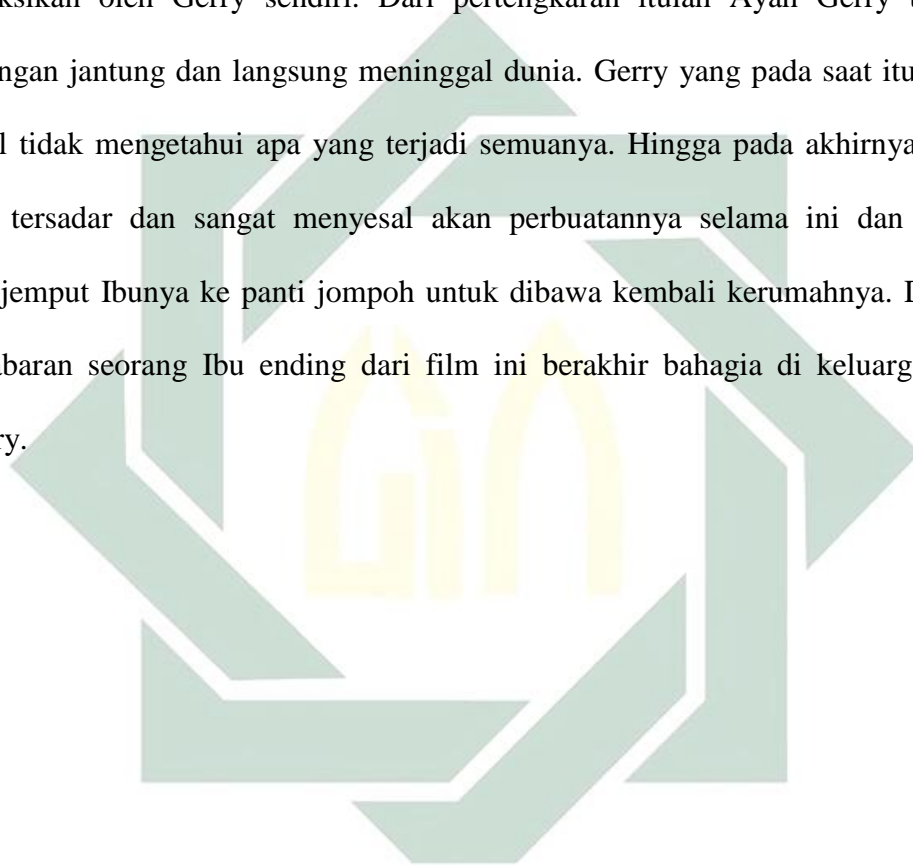 ksikan oleh Gerry sendiri. Dari pertengkaran itulah Ayah Gerry
ngan jantung dan langsung meninggal dunia. Gerry yang pada saat itu
l tidak mengetahui apa yang terjadi semuanya. Hingga pada akhirnya
tersadar dan sangat menyesal akan perbuatannya selama ini dan
jemput Ibunya ke panti jompoh untuk dibawa kembali kerumahnya.
abaran seorang Ibu ending dari film ini berakhir bahagia di keluarg
ry.